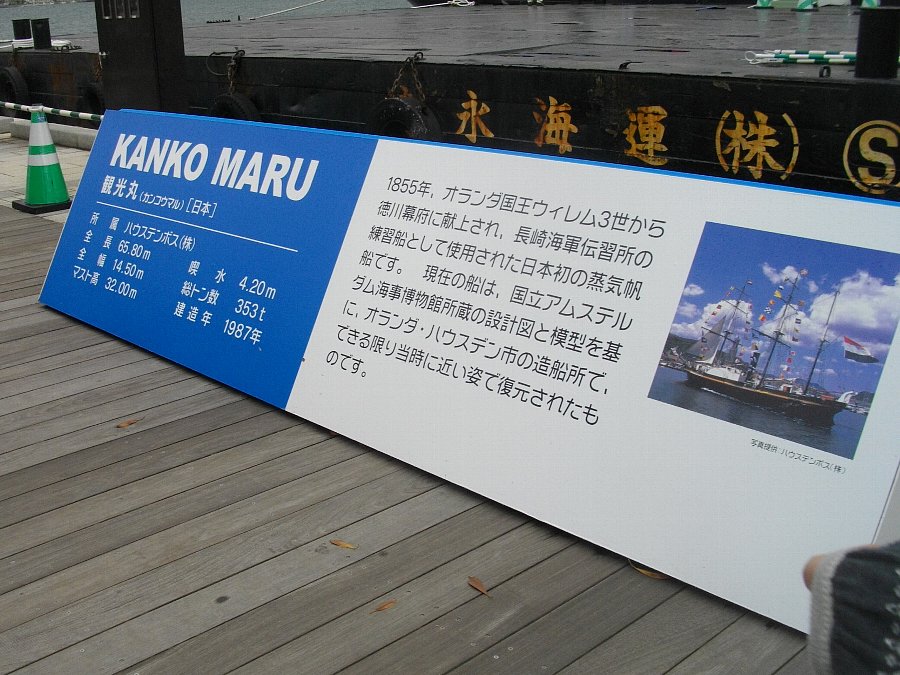 永海運(株) S
KANKO MARU
観光丸(カンコウマル)[日本]
所属 ハウステンボス(株)
全長 65.80m
全幅 14.50m
マスト高 32.00m
喫水 4.20m
総トン数 353t
建造年 1987年
1855年、オランダ国王ウィレム3世から
徳川幕府に献上され、長崎海軍伝習所の
練習船として使用された日本初の蒸気帆
船です。 現在の船は、国立アムステル
ダム海事博物館所蔵の設計図と模型を基
に、オランダ・ハウステンデン市の造船所で、
できる限り当時に近い姿で復元されたも
のです。
写真提供:ハウステンボス(株)